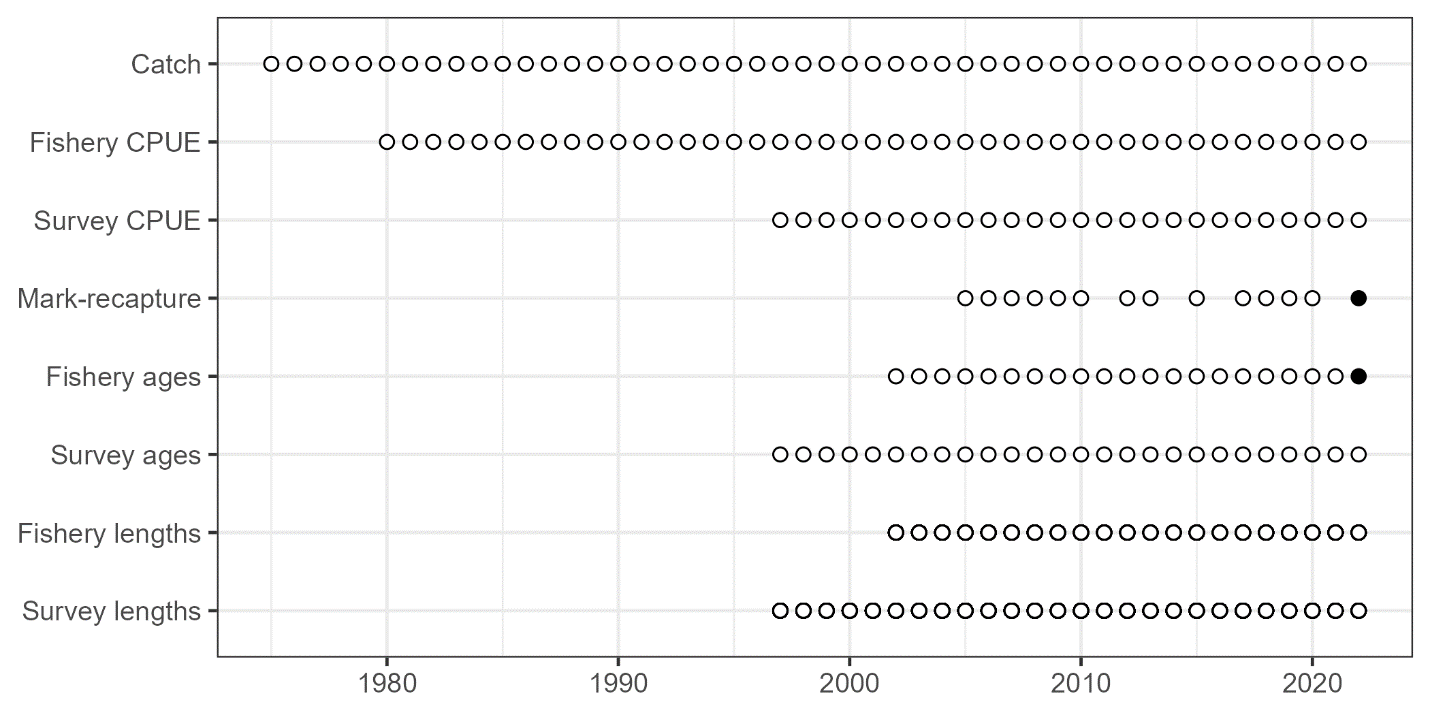 Catch
Fishery CPUE
Survey CPUE
Mark-recapture
Fishery ages
Survey ages
Fishery lengths
Survey lengths
1980 1990 2000 2010 2020